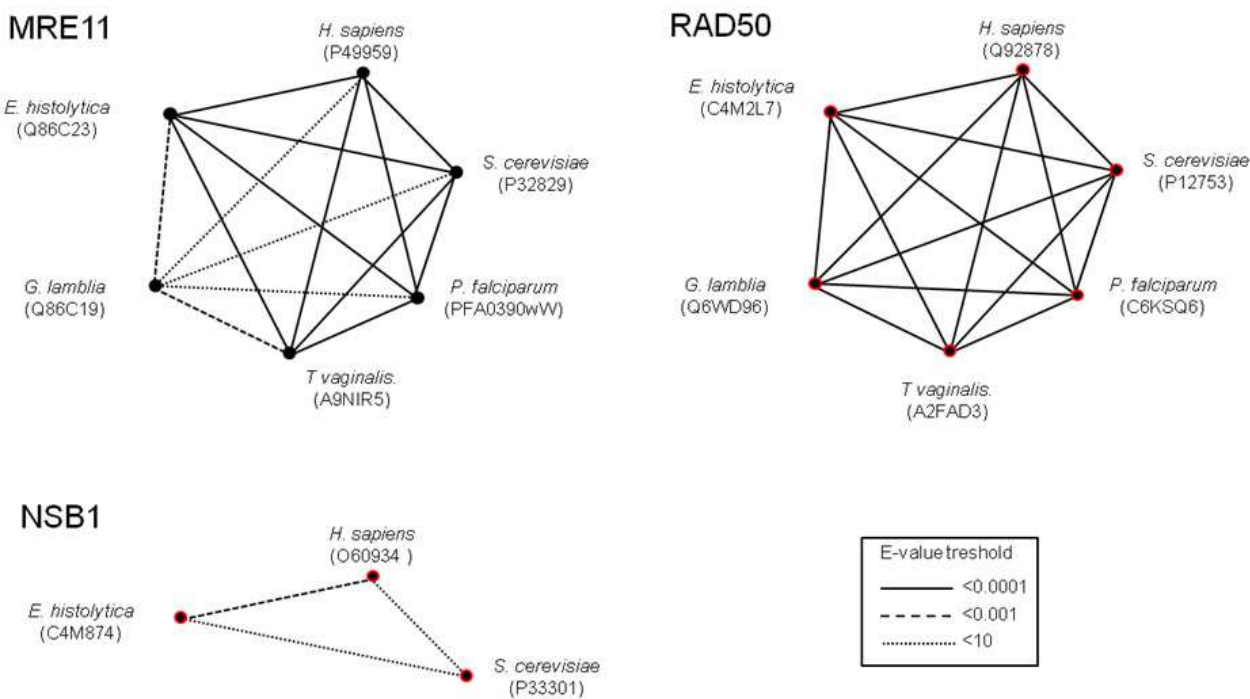 MRE11
H. sapiens
(P49959)
E. histolytica
(Q86C23)
S. cerevisiae
(P32829)
G. lamblia
(Q86C19)
P. falciparum
(PFA0390wW)
T vaginalis.
(A9NIR5)
RAD50
H. sapiens
(Q92878)
E. histolytica
(C4M2L7)
S. cerevisiae
(P12753)
G. lamblia
(Q6WD96)
P. falciparum
(C6KSQ6)
T vaginalis.
(A2FAD3)
NSB1
H. sapiens
(O60934 )
E. histolytica
(C4M874)
S. cerevisiae
(P33301)
E-value treshold
<0.0001
<0.001
<10